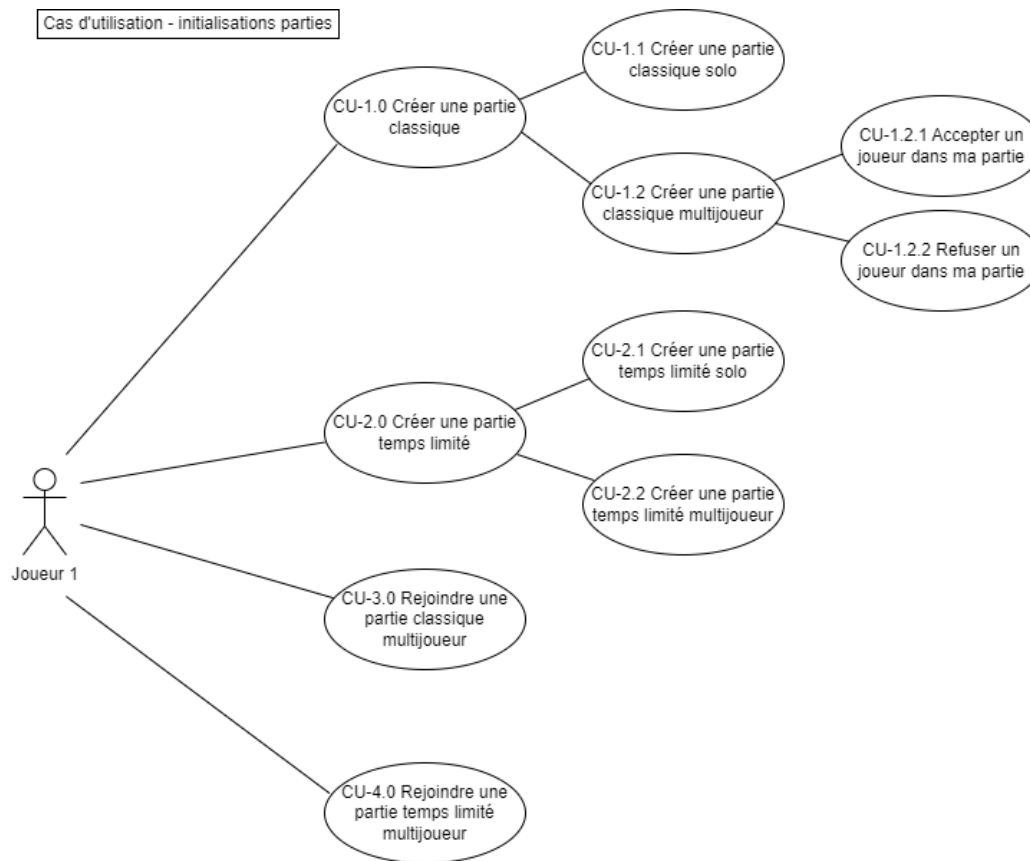 Cas d'utilisation - initialisations parties
CU-1.1 Créer une partie
classique solo
CU-1.0 Créer une partie
classique
CU-1.2.1 Accepter un
joueur dans ma partie
CU-1.2 Créer une partie
classique multijoueur
CU-1.2.2 Refuser un
joueur dans ma partie
CU-2.1 Créer une partie
temps limité solo
CU-2.0 Créer une partie
temps limité
CU-2.2 Créer une partie
temps limité multijoueur
Joueur 1
CU-3.0 Rejoindre une
partie classique
multijoueur
CU-4.0 Rejoindre une
partie temps limité
multijoueur